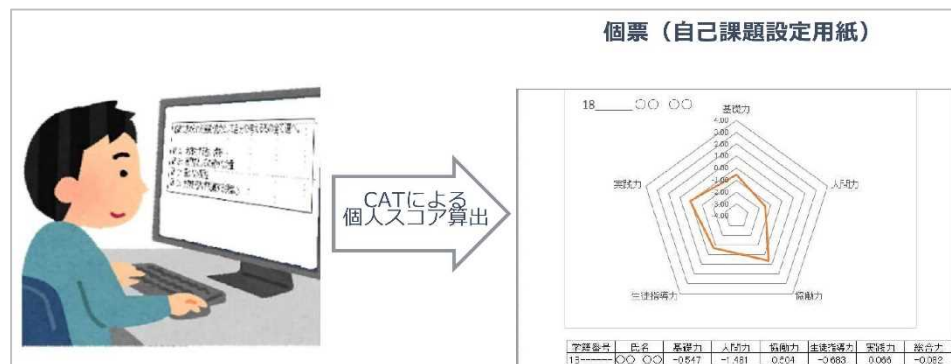 個票（自己課題設定用紙）
18______ ○○ ○○
基礎力
4.00
3.00
2.00
1.00
0.00
-1.00
-2.00
-3.00
-4.00
実践力
人間力
CATによる
個人スコア算出
生徒指導力
協働力
学籍番号 氏名 基礎力 人間力 協働力 生徒指導力 実践力 総合力
18------ ○○ ○○ -0.547 -1.481 0.604 -0.683 0.066 -0.082